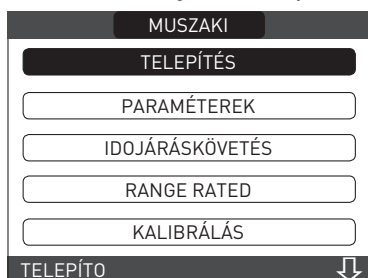 MUSZAKI
TELEPÍTÉS
PARAMÉTEREK
IDOJÁRÁSKÖVETÉS
RANGE RATED
KALIBRÁLÁS
TELEPÍTO